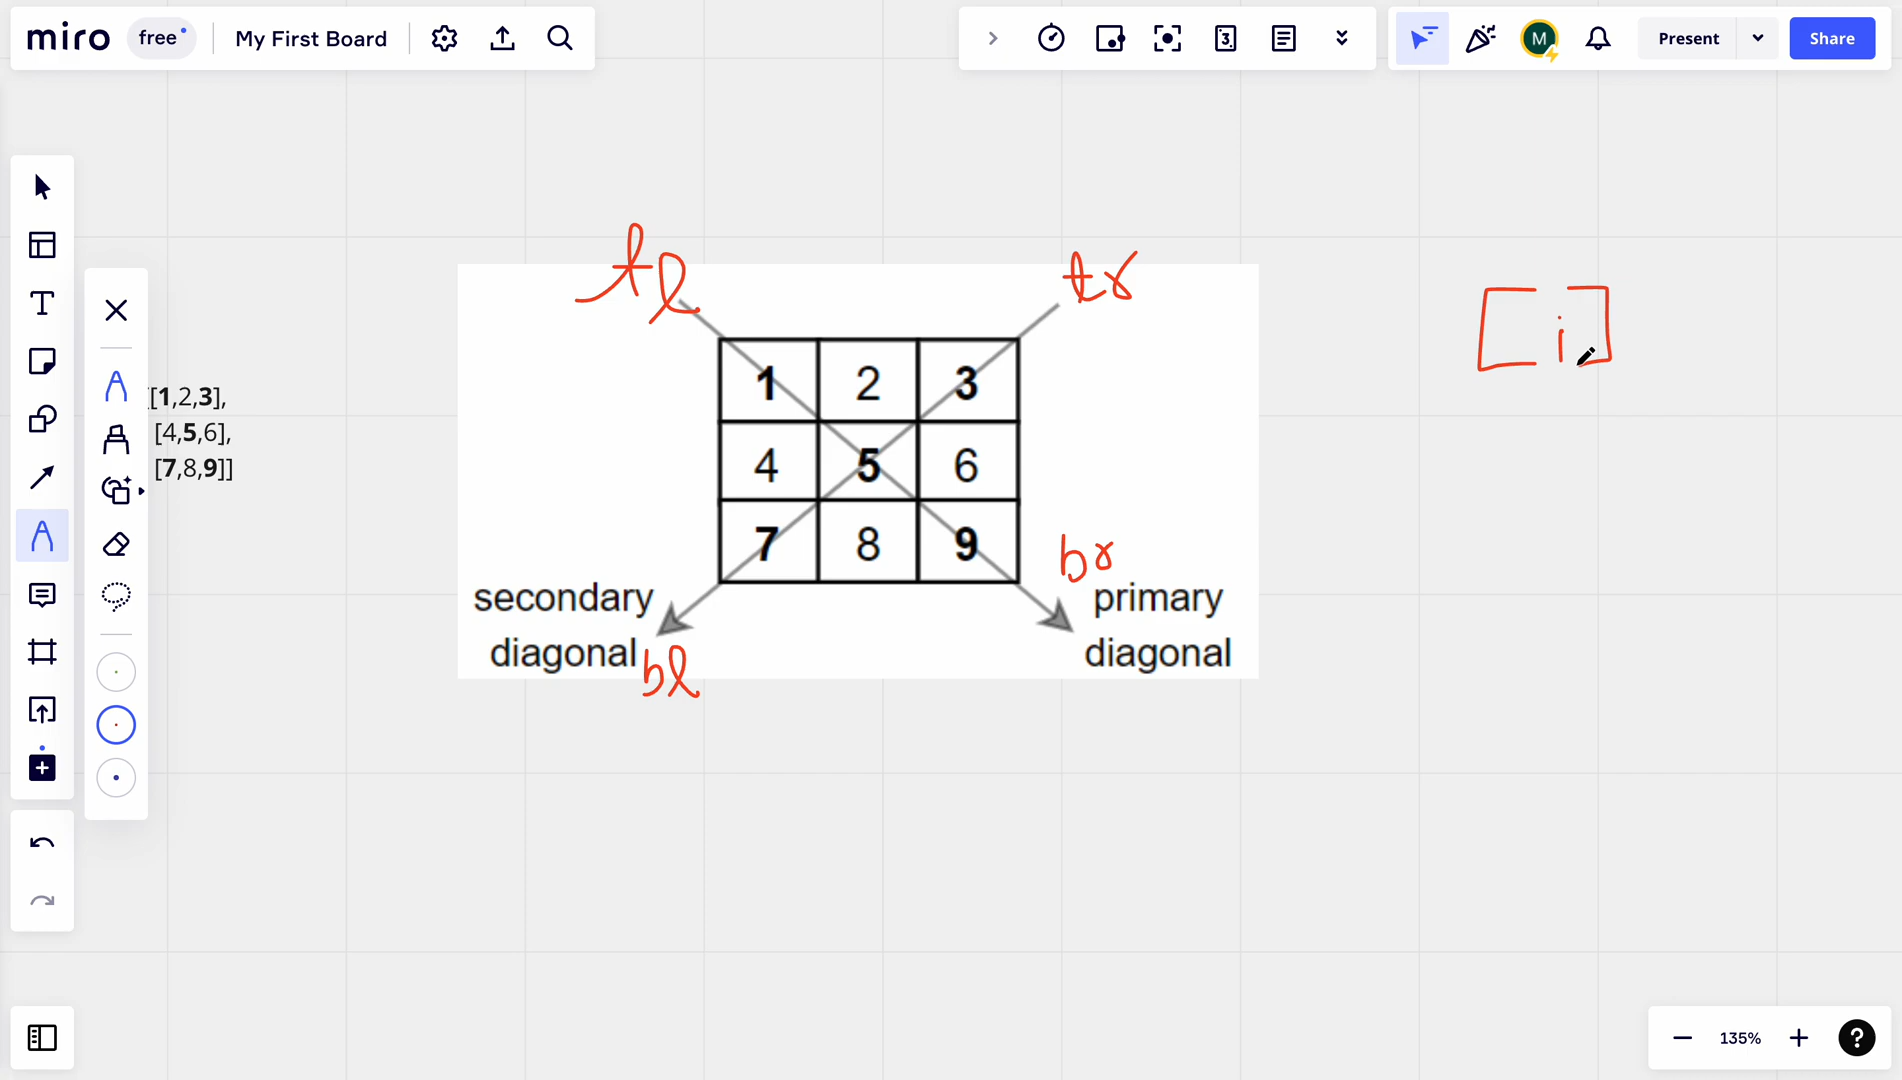 miro free My First Board
Present Share
M
3
T
tl
tr
[[1,2,3],
[4,5,6],
[7,8,9]]
1 2 3
4 5 6
7 8 9
[ i ]
br
secondary
diagonal
bl
primary
diagonal
135%
?